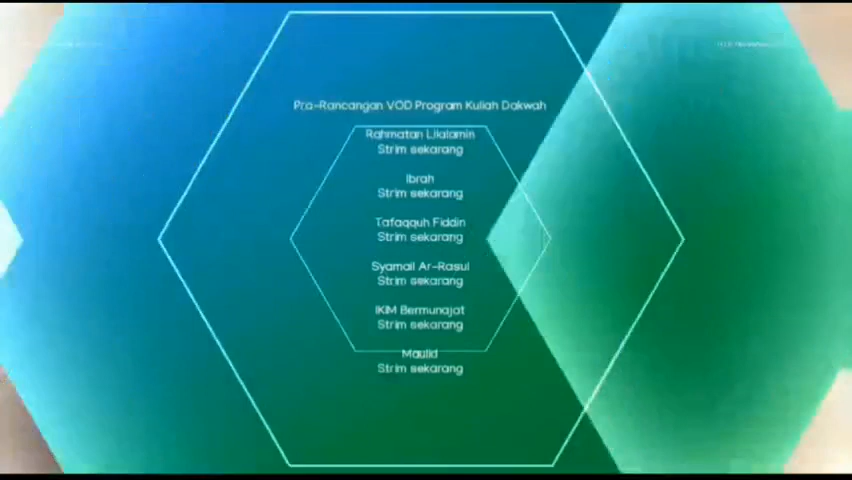 Pra-Rancangan VOD Program Kuliah Dakwah
Rahmatan Lilalamin
Strim sekarang
Ibrah
Strim sekarang
Tafaqquh Fiddin
Strim sekarang
Syamail Ar-Rasul
Strim sekarang
IKIM Bermunajat
Strim sekarang
Maulid
Strim sekarang